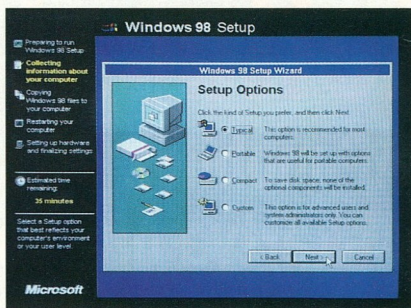 Windows 98 Setup
Preparing to run
Windows 98 Setup
Collecting
information about
your computer
Copying
Windows 98 files to
your computer
Restarting your
computer
Setting up hardware
and finalizing settings
Estimated time
remaining:
35 minutes
Select a Setup option
that best reflects your
computer's environment
or your user level.
Microsoft
Windows 98 Setup Wizard
Setup Options
Click the kind of Setup you prefer, and then click Next.
Typical
This option is recommended for most
computers.
Portable
Windows 98 will be set up with options
that are useful for portable computers.
Compact
To save disk space, none of the
optional components will be installed.
Custom
This option is for advanced users and
system administrators only. You can
customize all available Setup options.
< Back
Next >
Cancel